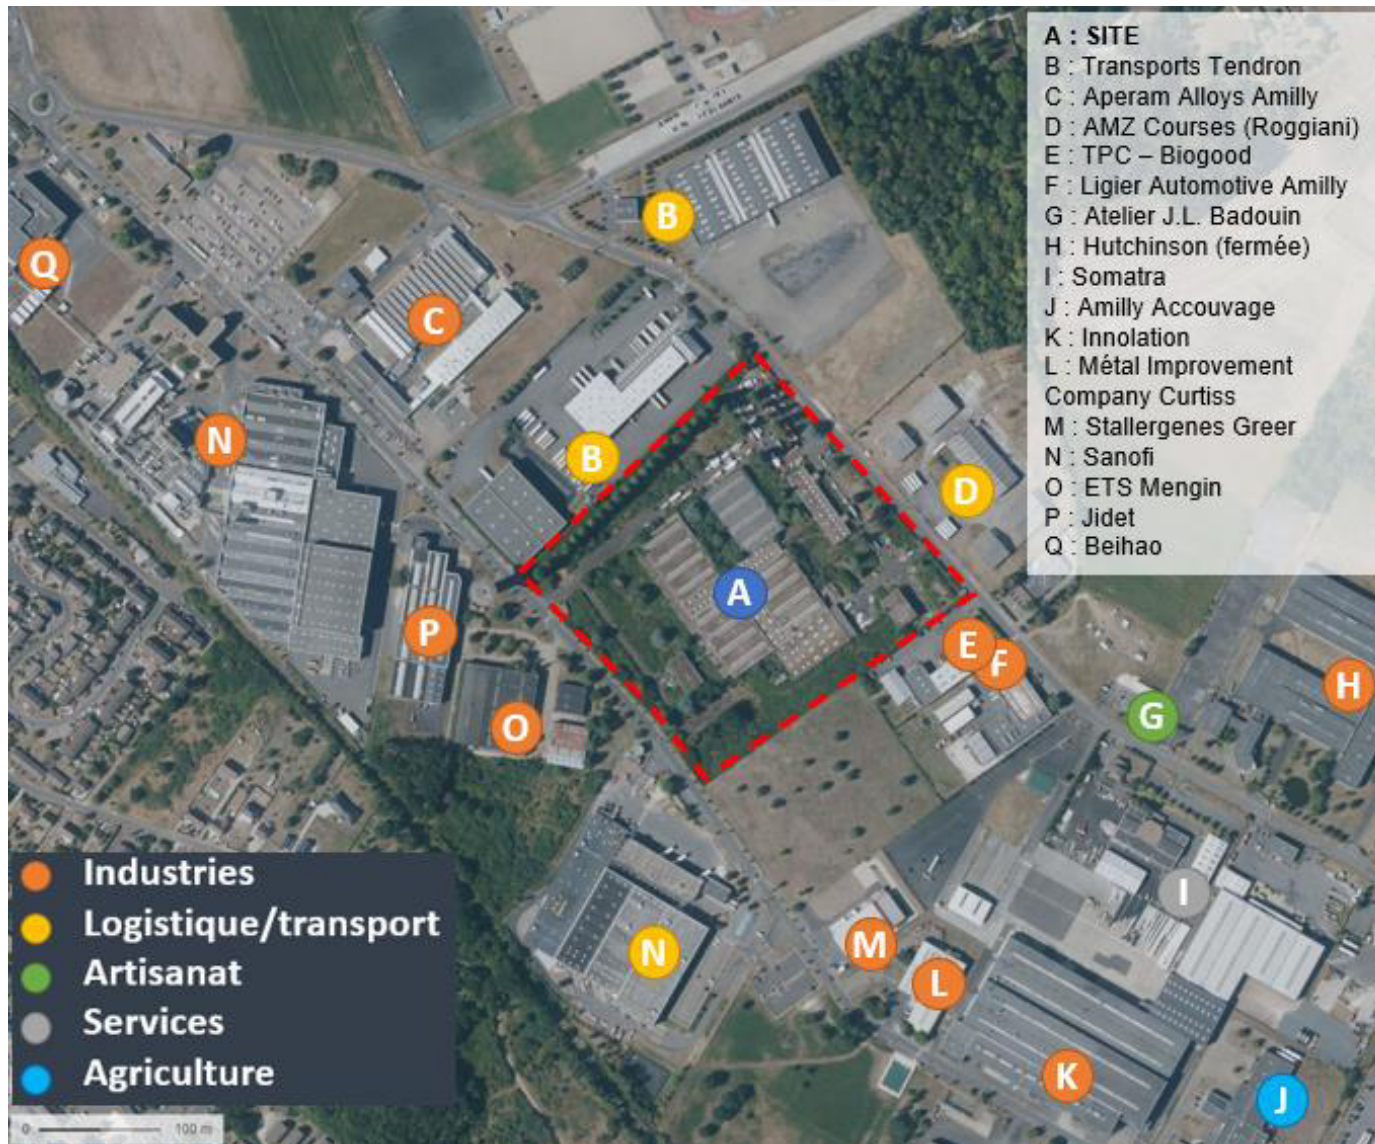 A : SITE
B : Transports Tendron
C : Aperam Alloys Amilly
D : AMZ Courses (Roggiani)
E : TPC – Biogood
F : Ligier Automotive Amilly
G : Atelier J.L. Badouin
H : Hutchinson (fermée)
I : Somatra
J : Amilly Accouvage
K : Innolation
L : Métal Improvement
Company Curtiss
M : Stallergenes Greer
N : Sanofi
O : ETS Mengin
P : Jidet
Q : Beihao
B
Q
C
N
B
D
A
P
E
F
H
G
O
I
M
N
L
K
J
Industries
Logistique/transport
Artisanat
Services
Agriculture
0 100 m